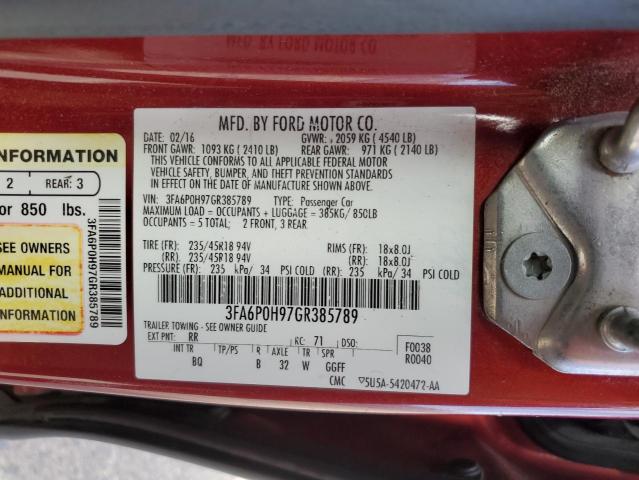 MFD. BY FORD MOTOR CO.
DATE: 02/16 GVWR: 2059 KG ( 4540 LB)
FRONT GAWR: 1093 KG ( 2410 LB) REAR GAWR: 971 KG ( 2140 LB)
THIS VEHICLE CONFORMS TO ALL APPLICABLE FEDERAL MOTOR
VEHICLE SAFETY, BUMPER, AND THEFT PREVENTION STANDARDS
IN EFFECT ON THE DATE OF MANUFACTURE SHOWN ABOVE.
VIN: 3FA6P0H97GR385789 TYPE: Passenger Car
MAXIMUM LOAD = OCCUPANTS + LUGGAGE = 385KG/ 850LB
OCCUPANTS = 5 TOTAL; 2 FRONT, 3 REAR
TIRE (FR): 235/45R18 94V RIMS (FR): 18x8.0J
(RR): 235/45R18 94V (RR): 18x8.0J
PRESSURE (FR): 235 kPa/ 34 PSI COLD (RR): 235 kPa/ 34 PSI COLD
3FA6P0H97GR385789
TRAILER TOWING - SEE OWNER GUIDE
EXT PNT: RR RC: 71 DSO: F0038
R0040
INT TR TP/PS R AXLE TR SPR
BQ B 32 W GGFF
CMC ▽5U5A-5420472-AA
INFORMATION
2 REAR: 3
or 850 lbs.
SEE OWNERS
MANUAL FOR
ADDITIONAL
INFORMATION
3FA6P0H97GR385789
BY FORD MOTOR CO